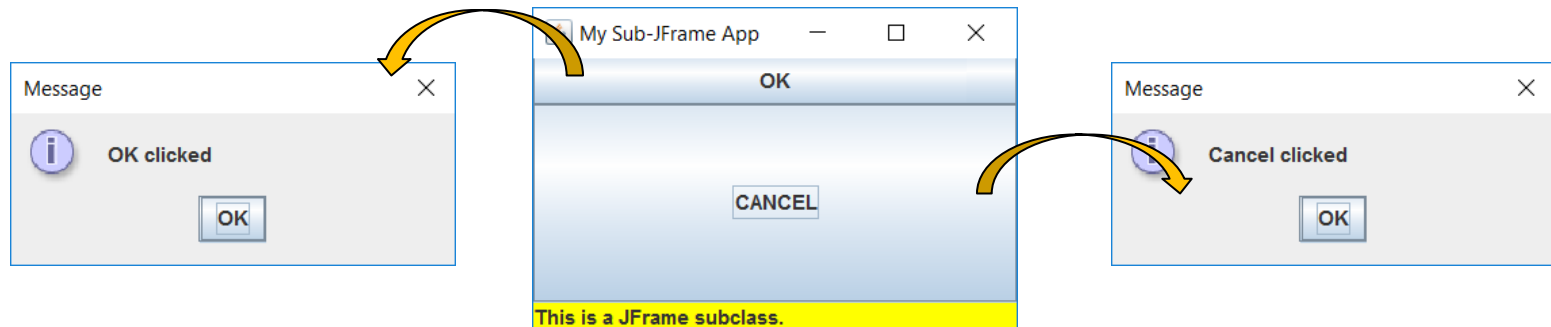 Message
OK clicked
OK
My Sub-JFrame App
OK
CANCEL
This is a JFrame subclass.
Message
Cancel clicked
OK